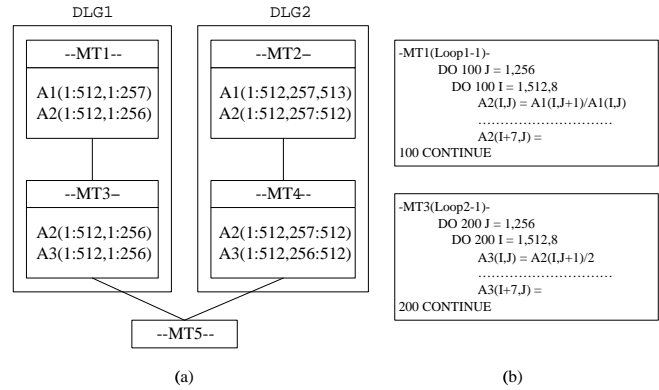 DLG1
DLG2
--MT1--
A1(1:512,1:257)
A2(1:512,1:256)
--MT2–
A1(1:512,257,513)
A2(1:512,257:512)
--MT3–
A2(1:512,1:256)
A3(1:512,1:256)
--MT4--
A2(1:512,257:512)
A3(1:512,256:512)
--MT5--
(a)
-MT1(Loop1-1)-
DO 100 J = 1,256
DO 100 I = 1,512,8
A2(I,J) = A1(I,J+1)/A1(I,J)
................................
A2(I+7,J) =
100 CONTINUE
-MT3(Loop2-1)-
DO 200 J = 1,256
DO 200 I = 1,512,8
A3(I,J) = A2(I,J+1)/2
................................
A3(I+7,J) =
200 CONTINUE
(b)